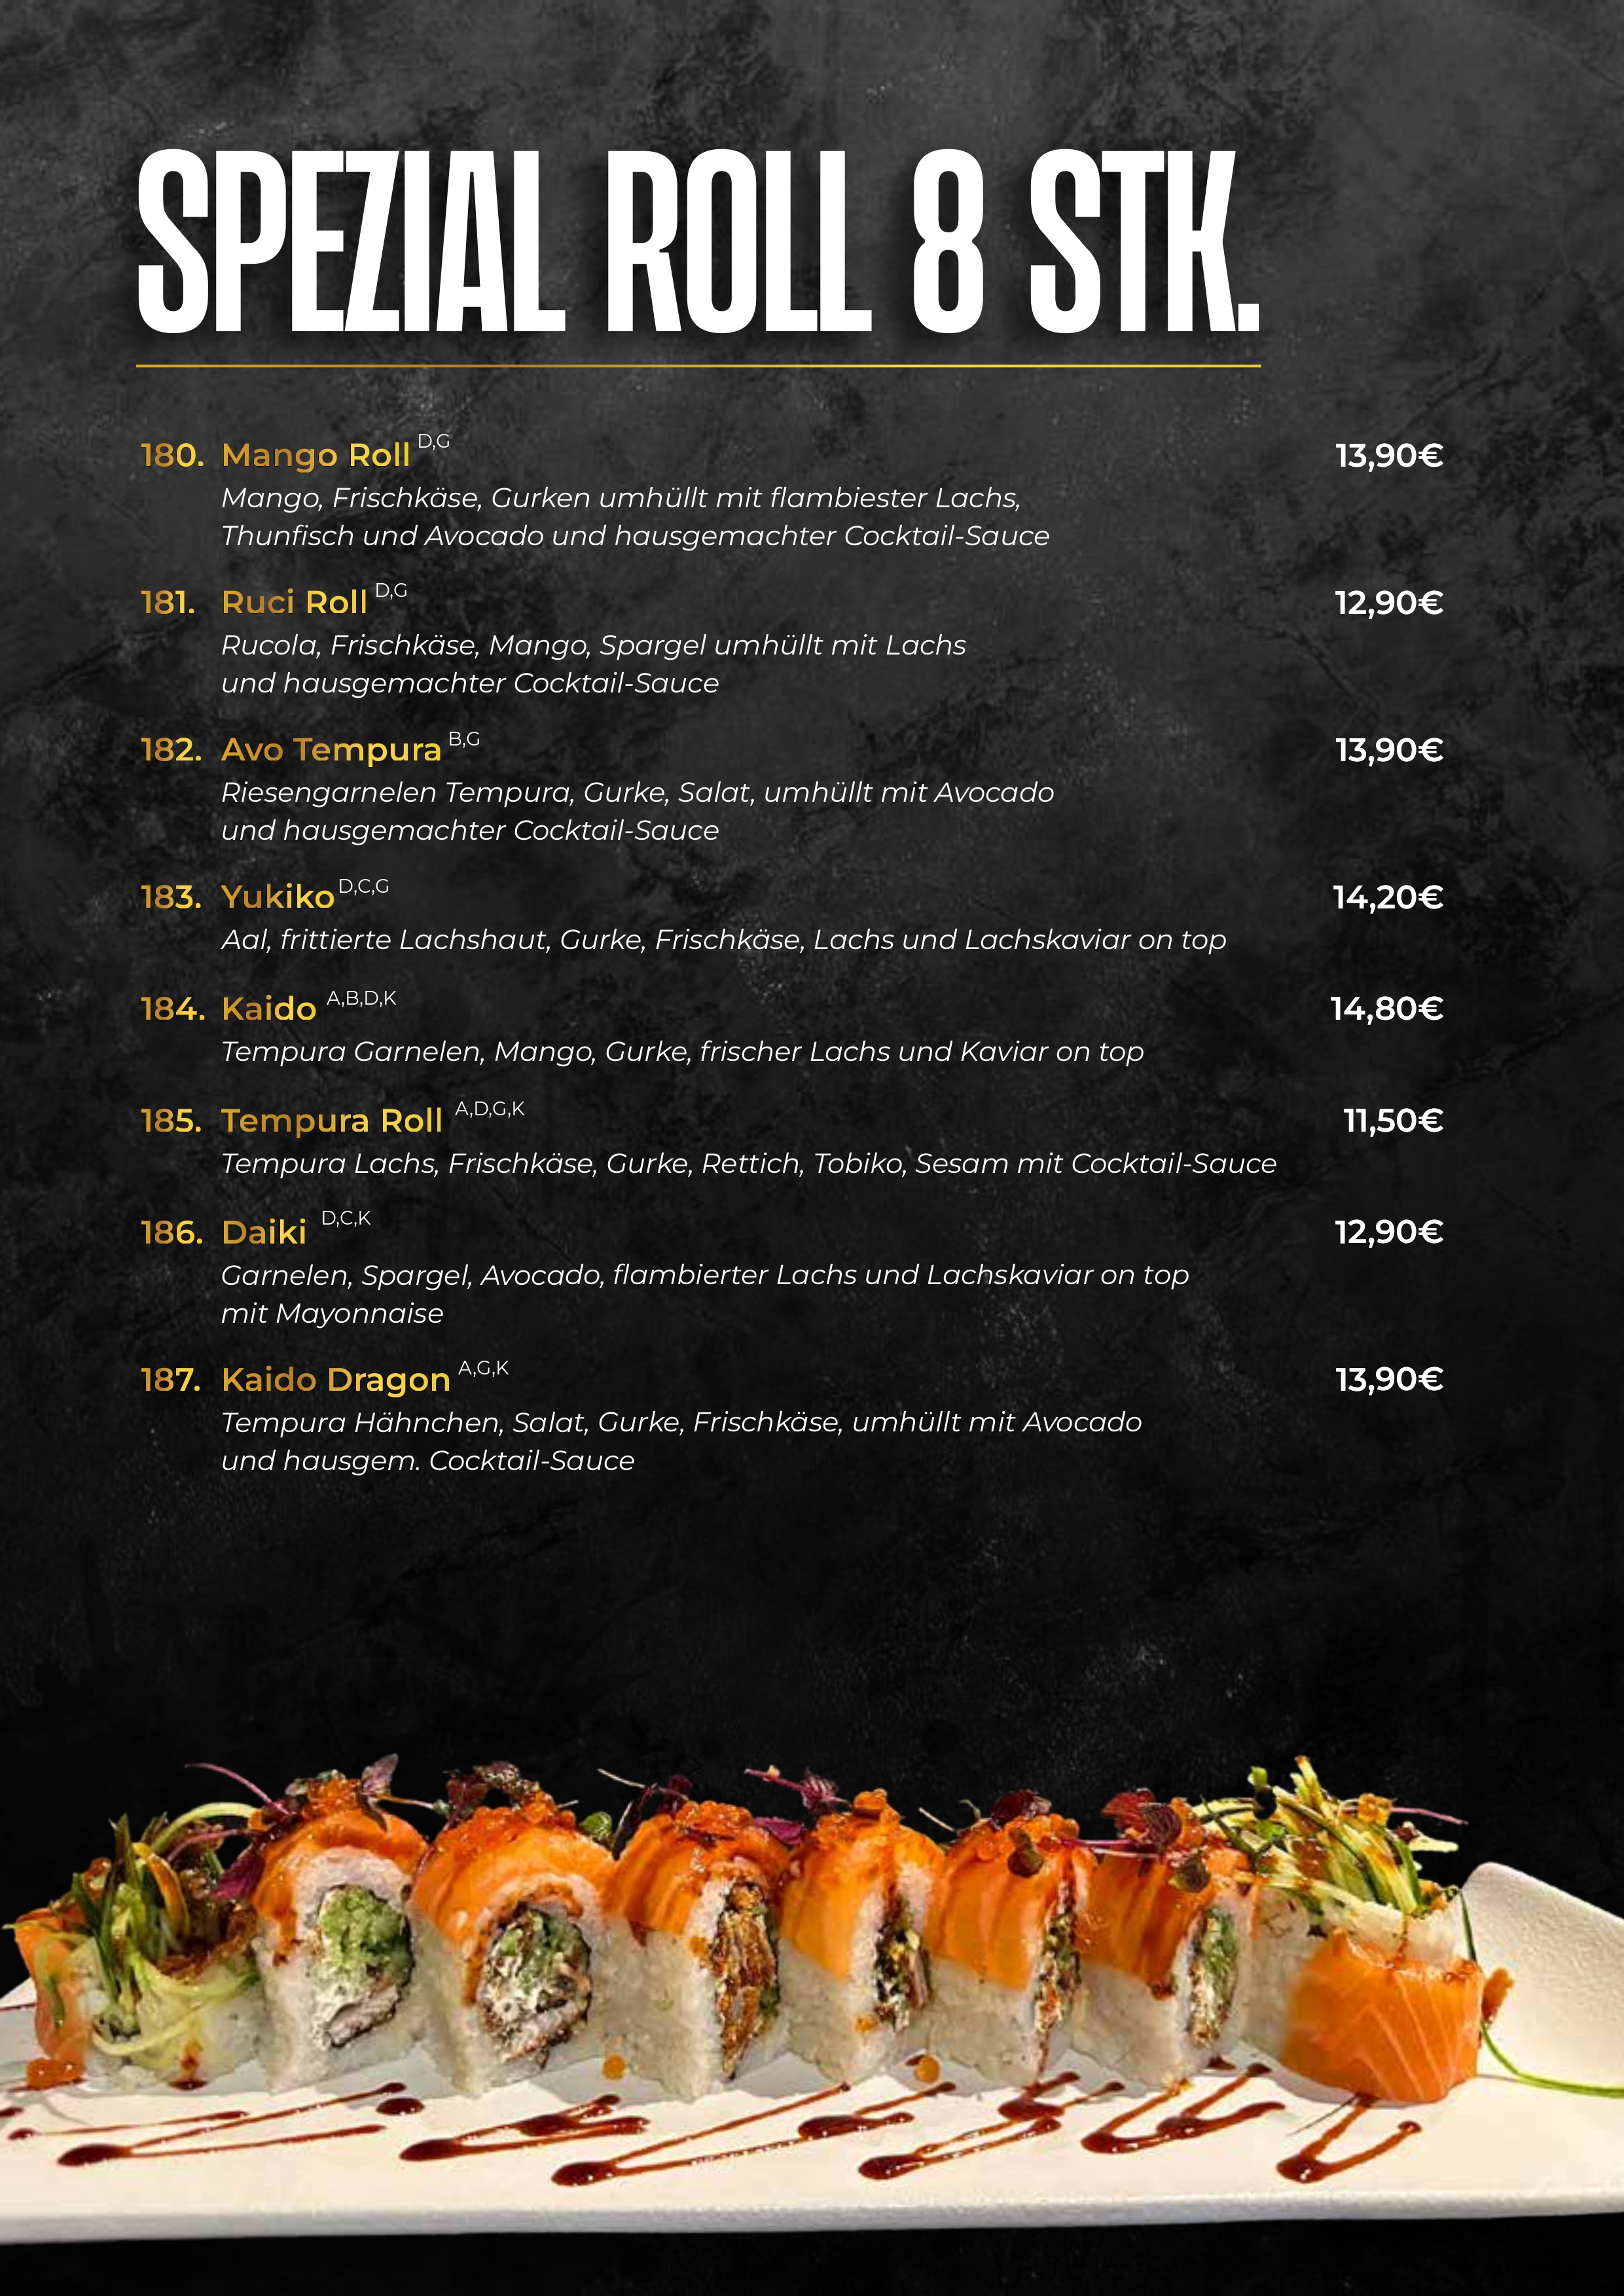 SPEZIAL ROLL 8 STK.
180. Mango Roll D,G 13,90€
Mango, Frischkäse, Gurken umhüllt mit flambiester Lachs,
Thunfisch und Avocado und hausgemachter Cocktail-Sauce
181. Ruci Roll D,G 12,90€
Rucola, Frischkäse, Mango, Spargel umhüllt mit Lachs
und hausgemachter Cocktail-Sauce
182. Avo Tempura B,G 13,90€
Riesengarnelen Tempura, Gurke, Salat, umhüllt mit Avocado
und hausgemachter Cocktail-Sauce
183. Yukiko D,C,G 14,20€
Aal, frittierte Lachshaut, Gurke, Frischkäse, Lachs und Lachskaviar on top
184. Kaido A,B,D,K 14,80€
Tempura Garnelen, Mango, Gurke, frischer Lachs und Kaviar on top
185. Tempura Roll A,D,G,K 11,50€
Tempura Lachs, Frischkäse, Gurke, Rettich, Tobiko, Sesam mit Cocktail-Sauce
186. Daiki D,C,K 12,90€
Garnelen, Spargel, Avocado, flambierter Lachs und Lachskaviar on top
mit Mayonnaise
187. Kaido Dragon A,G,K 13,90€
Tempura Hähnchen, Salat, Gurke, Frischkäse, umhüllt mit Avocado
und hausgem. Cocktail-Sauce